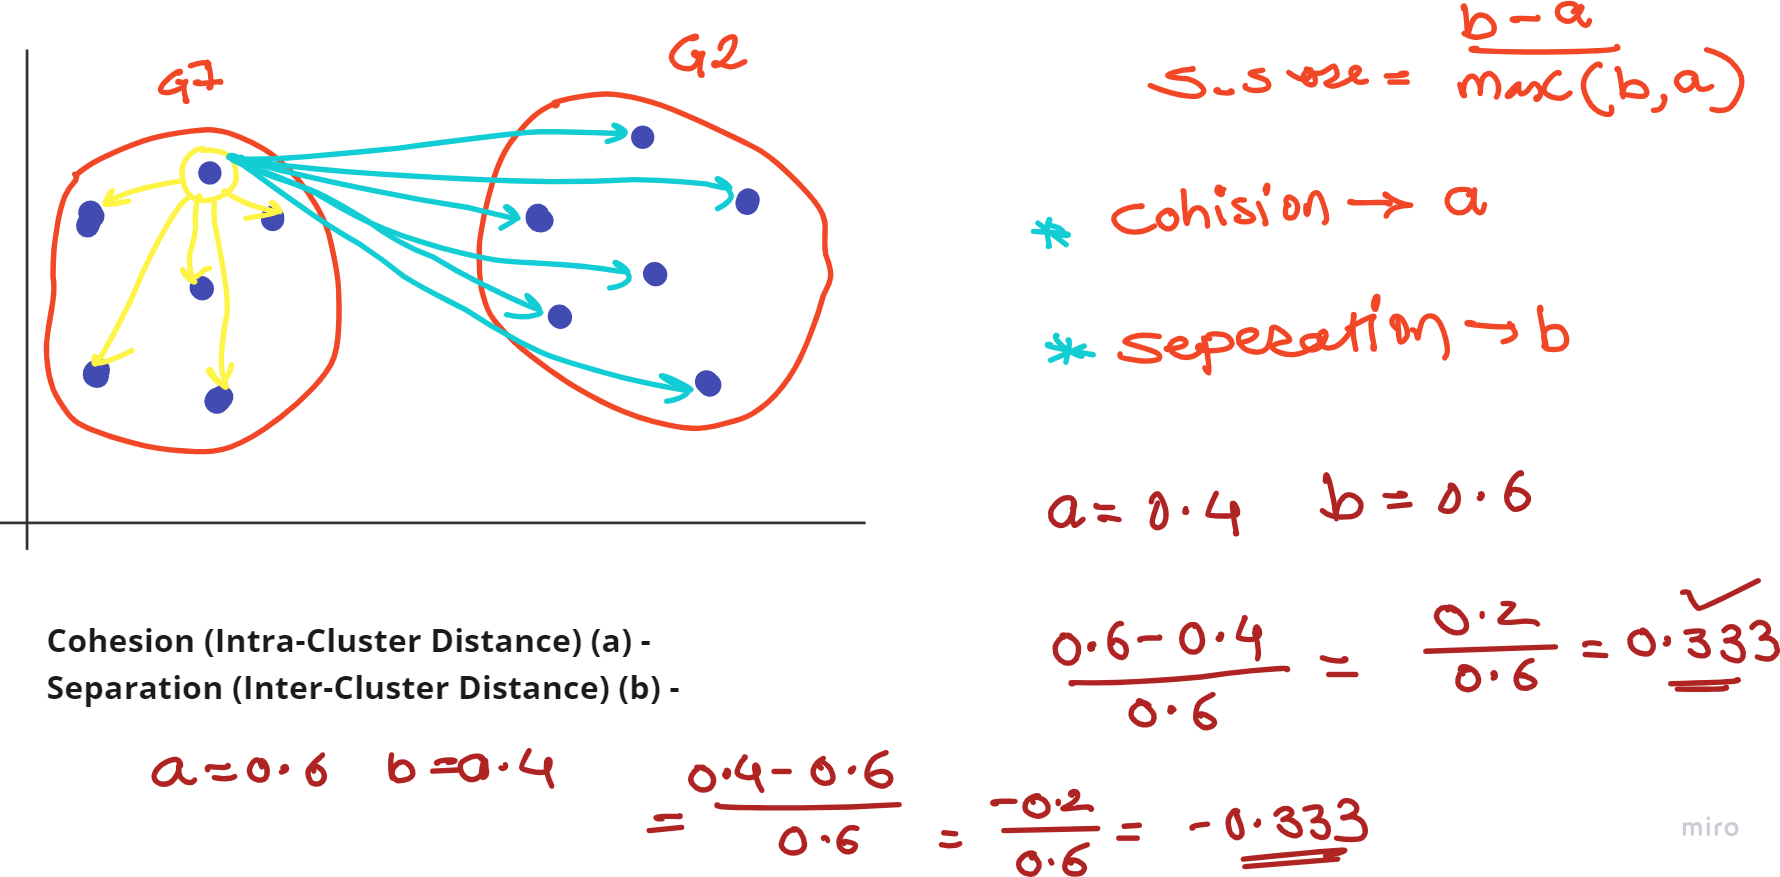 G7
G2
b - a
S.Score = 
max(b,a)
* cohision → a
* seperation → b
a = 0.4 b = 0.6
0.6 - 0.4
0.6
=
0.2
0.6
= 0.333 ✓
Cohesion (Intra-Cluster Distance) (a) -
Separation (Inter-Cluster Distance) (b) -
a = 0.6 b = 0.4
=
0.4 - 0.6
0.6
=
-0.2
0.6
= -0.333
miro